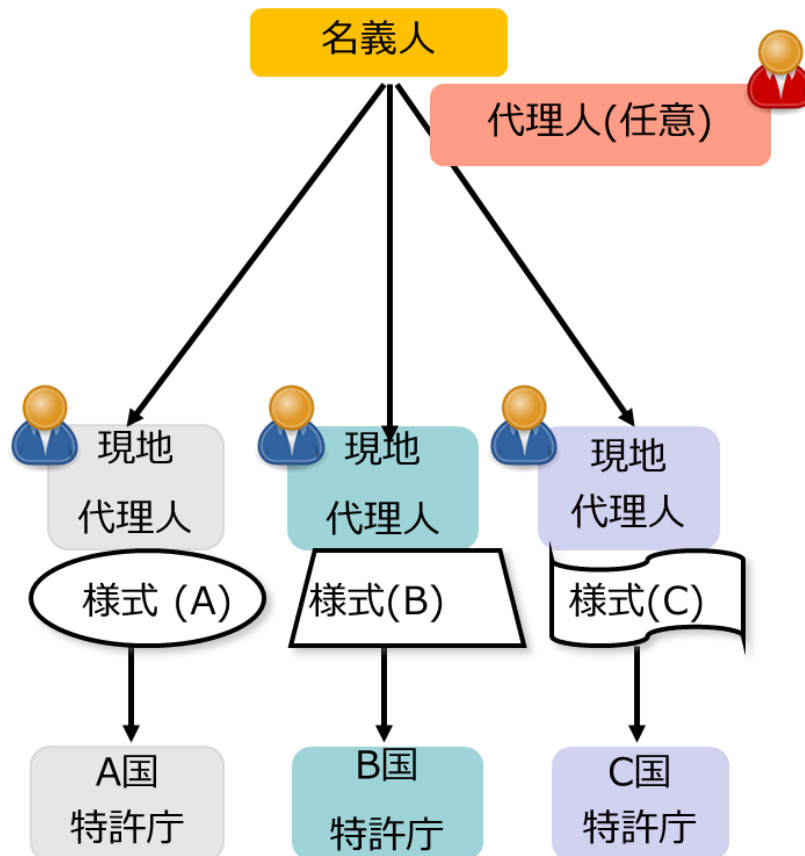 名義人
代理人(任意)
現地
代理人
現地
代理人
現地
代理人
様式 (A)
様式(B)
様式(C)
A国
特許庁
B国
特許庁
C国
特許庁